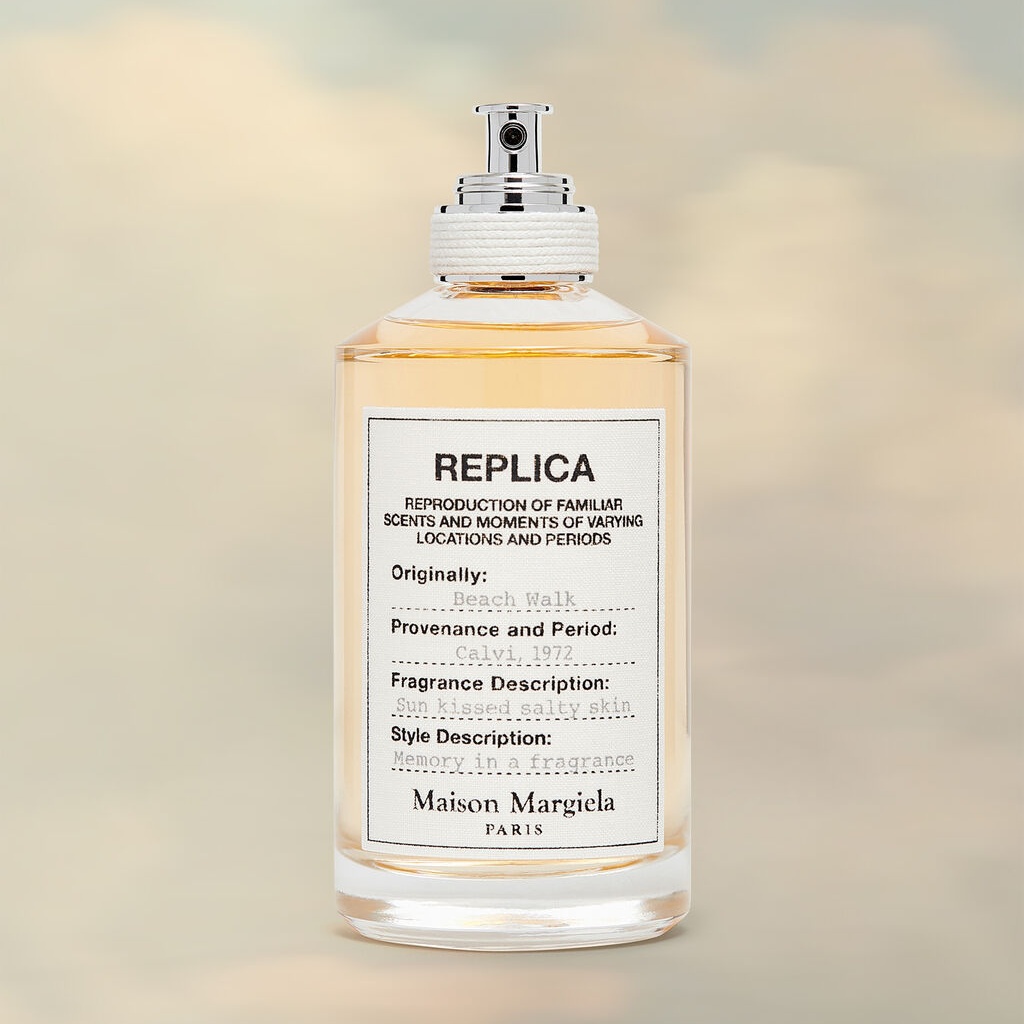 REPLICA
REPRODUCTION OF FAMILIAR
SCENTS AND MOMENTS OF VARYING
LOCATIONS AND PERIODS
Originally:
Beach Walk
Provenance and Period:
Calvi, 1972
Fragrance Description:
Sun kissed salty skin
Style Description:
Memory in a fragrance
Maison Margiela
PARIS